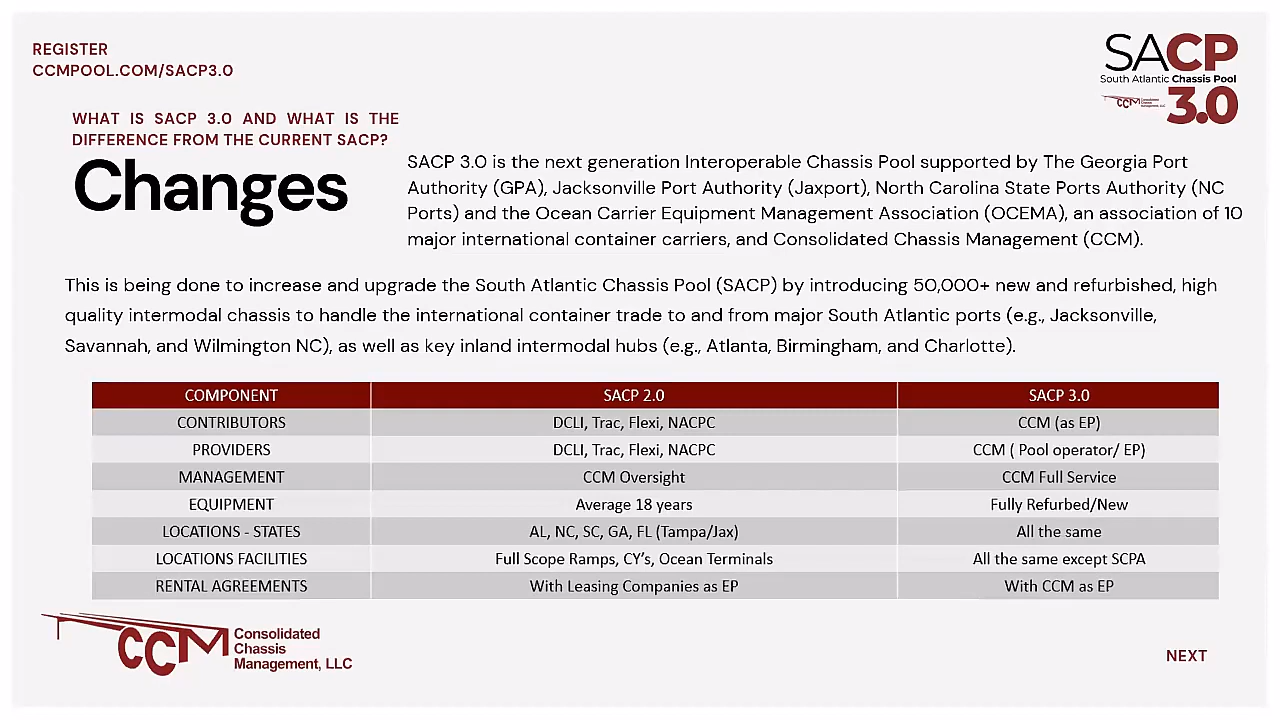 REGISTER
CCMPOOL.COM/SACP3.0
SACP
South Atlantic Chassis Pool
3.0
WHAT IS SACP 3.0 AND WHAT IS THE
DIFFERENCE FROM THE CURRENT SACP?
Changes
SACP 3.0 is the next generation Interoperable Chassis Pool supported by The Georgia Port
Authority (GPA), Jacksonville Port Authority (Jaxport), North Carolina State Ports Authority (NC
Ports) and the Ocean Carrier Equipment Management Association (OCEMA), an association of 10
major international container carriers, and Consolidated Chassis Management (CCM).
This is being done to increase and upgrade the South Atlantic Chassis Pool (SACP) by introducing 50,000+ new and refurbished, high
quality intermodal chassis to handle the international container trade to and from major South Atlantic ports (e.g., Jacksonville,
Savannah, and Wilmington NC), as well as key inland intermodal hubs (e.g., Atlanta, Birmingham, and Charlotte).
COMPONENT SACP 2.0 SACP 3.0
CONTRIBUTORS DCLI, Trac, Flexi, NACPC CCM (as EP)
PROVIDERS DCLI, Trac, Flexi, NACPC CCM ( Pool operator/ EP)
MANAGEMENT CCM Oversight CCM Full Service
EQUIPMENT Average 18 years Fully Refurbed/New
LOCATIONS - STATES AL, NC, SC, GA, FL (Tampa/Jax) All the same
LOCATIONS FACILITIES Full Scope Ramps, CY's, Ocean Terminals All the same except SCPA
RENTAL AGREEMENTS With Leasing Companies as EP With CCM as EP
CCM
Consolidated
Chassis
Management, LLC
NEXT